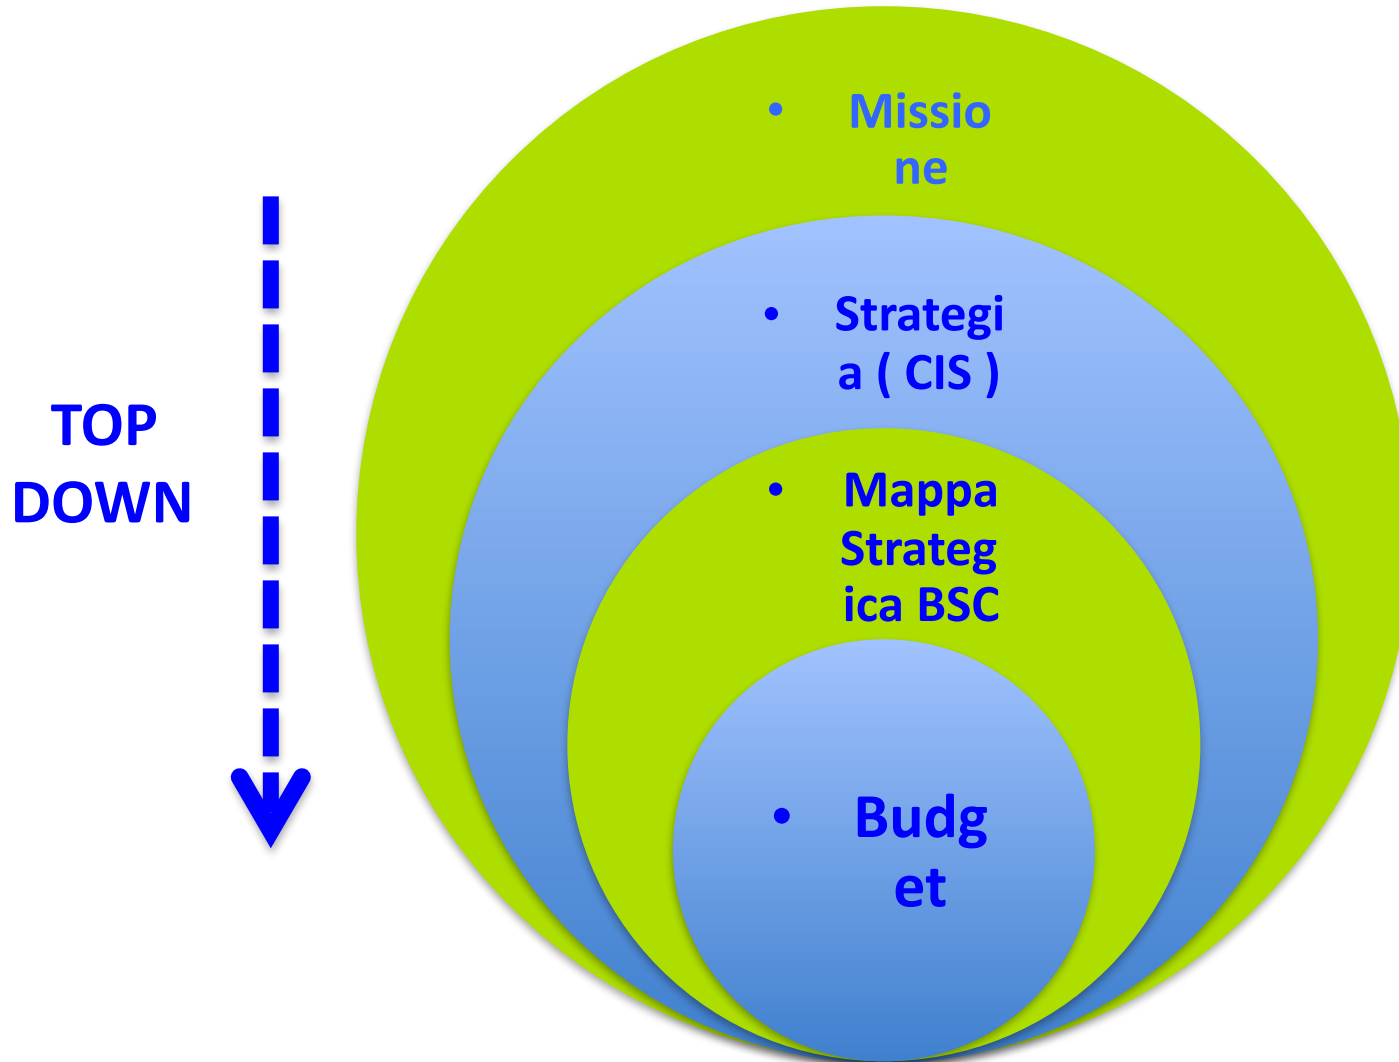 • Missio
ne
• Strategi
a ( CIS )
TOP
DOWN
• Mappa
Strateg
ica BSC
• Budg
et